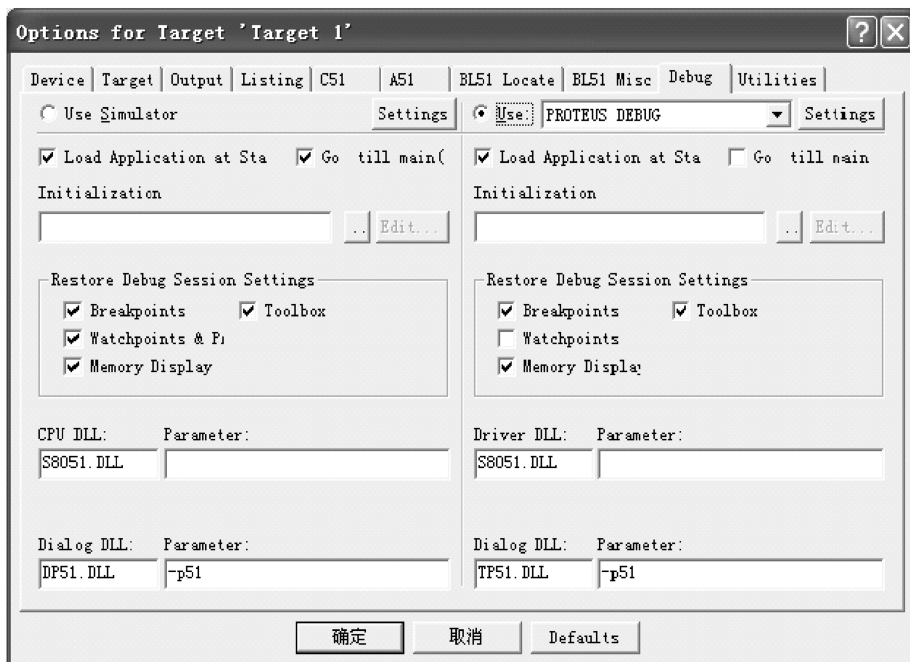 Options for Target 'Target 1'
Device Target Output Listing C51 A51 BL51 Locate BL51 Misc Debug Utilities
Use Simulator Settings Use: PROTEUS DEBUG Settings
Load Application at Sta Go till main( Load Application at Sta Go till main
Initialization Initialization
.. Edit... .. Edit...
Restore Debug Session Settings Restore Debug Session Settings
Breakpoints Toolbox Breakpoints Toolbox
Watchpoints & Pa Watchpoints
Memory Display Memory Display
CPU DLL: Parameter: Driver DLL: Parameter:
S8051.DLL S8051.DLL
Dialog DLL: Parameter: Dialog DLL: Parameter:
DP51.DLL -p51 TP51.DLL -p51
确定 取消 Defaults